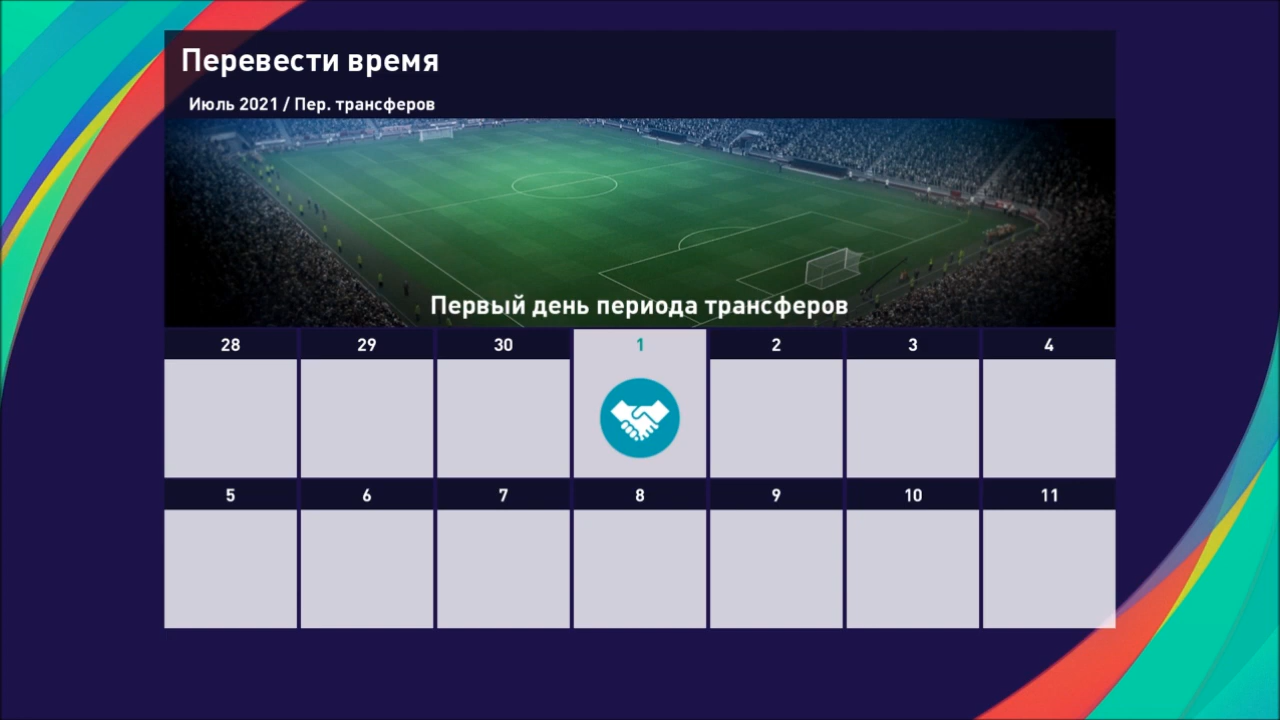 Перевести время
Июль 2021 / Пер. трансферов
Первый день периода трансферов
28 29 30 1 2 3 4
5 6 7 8 9 10 11